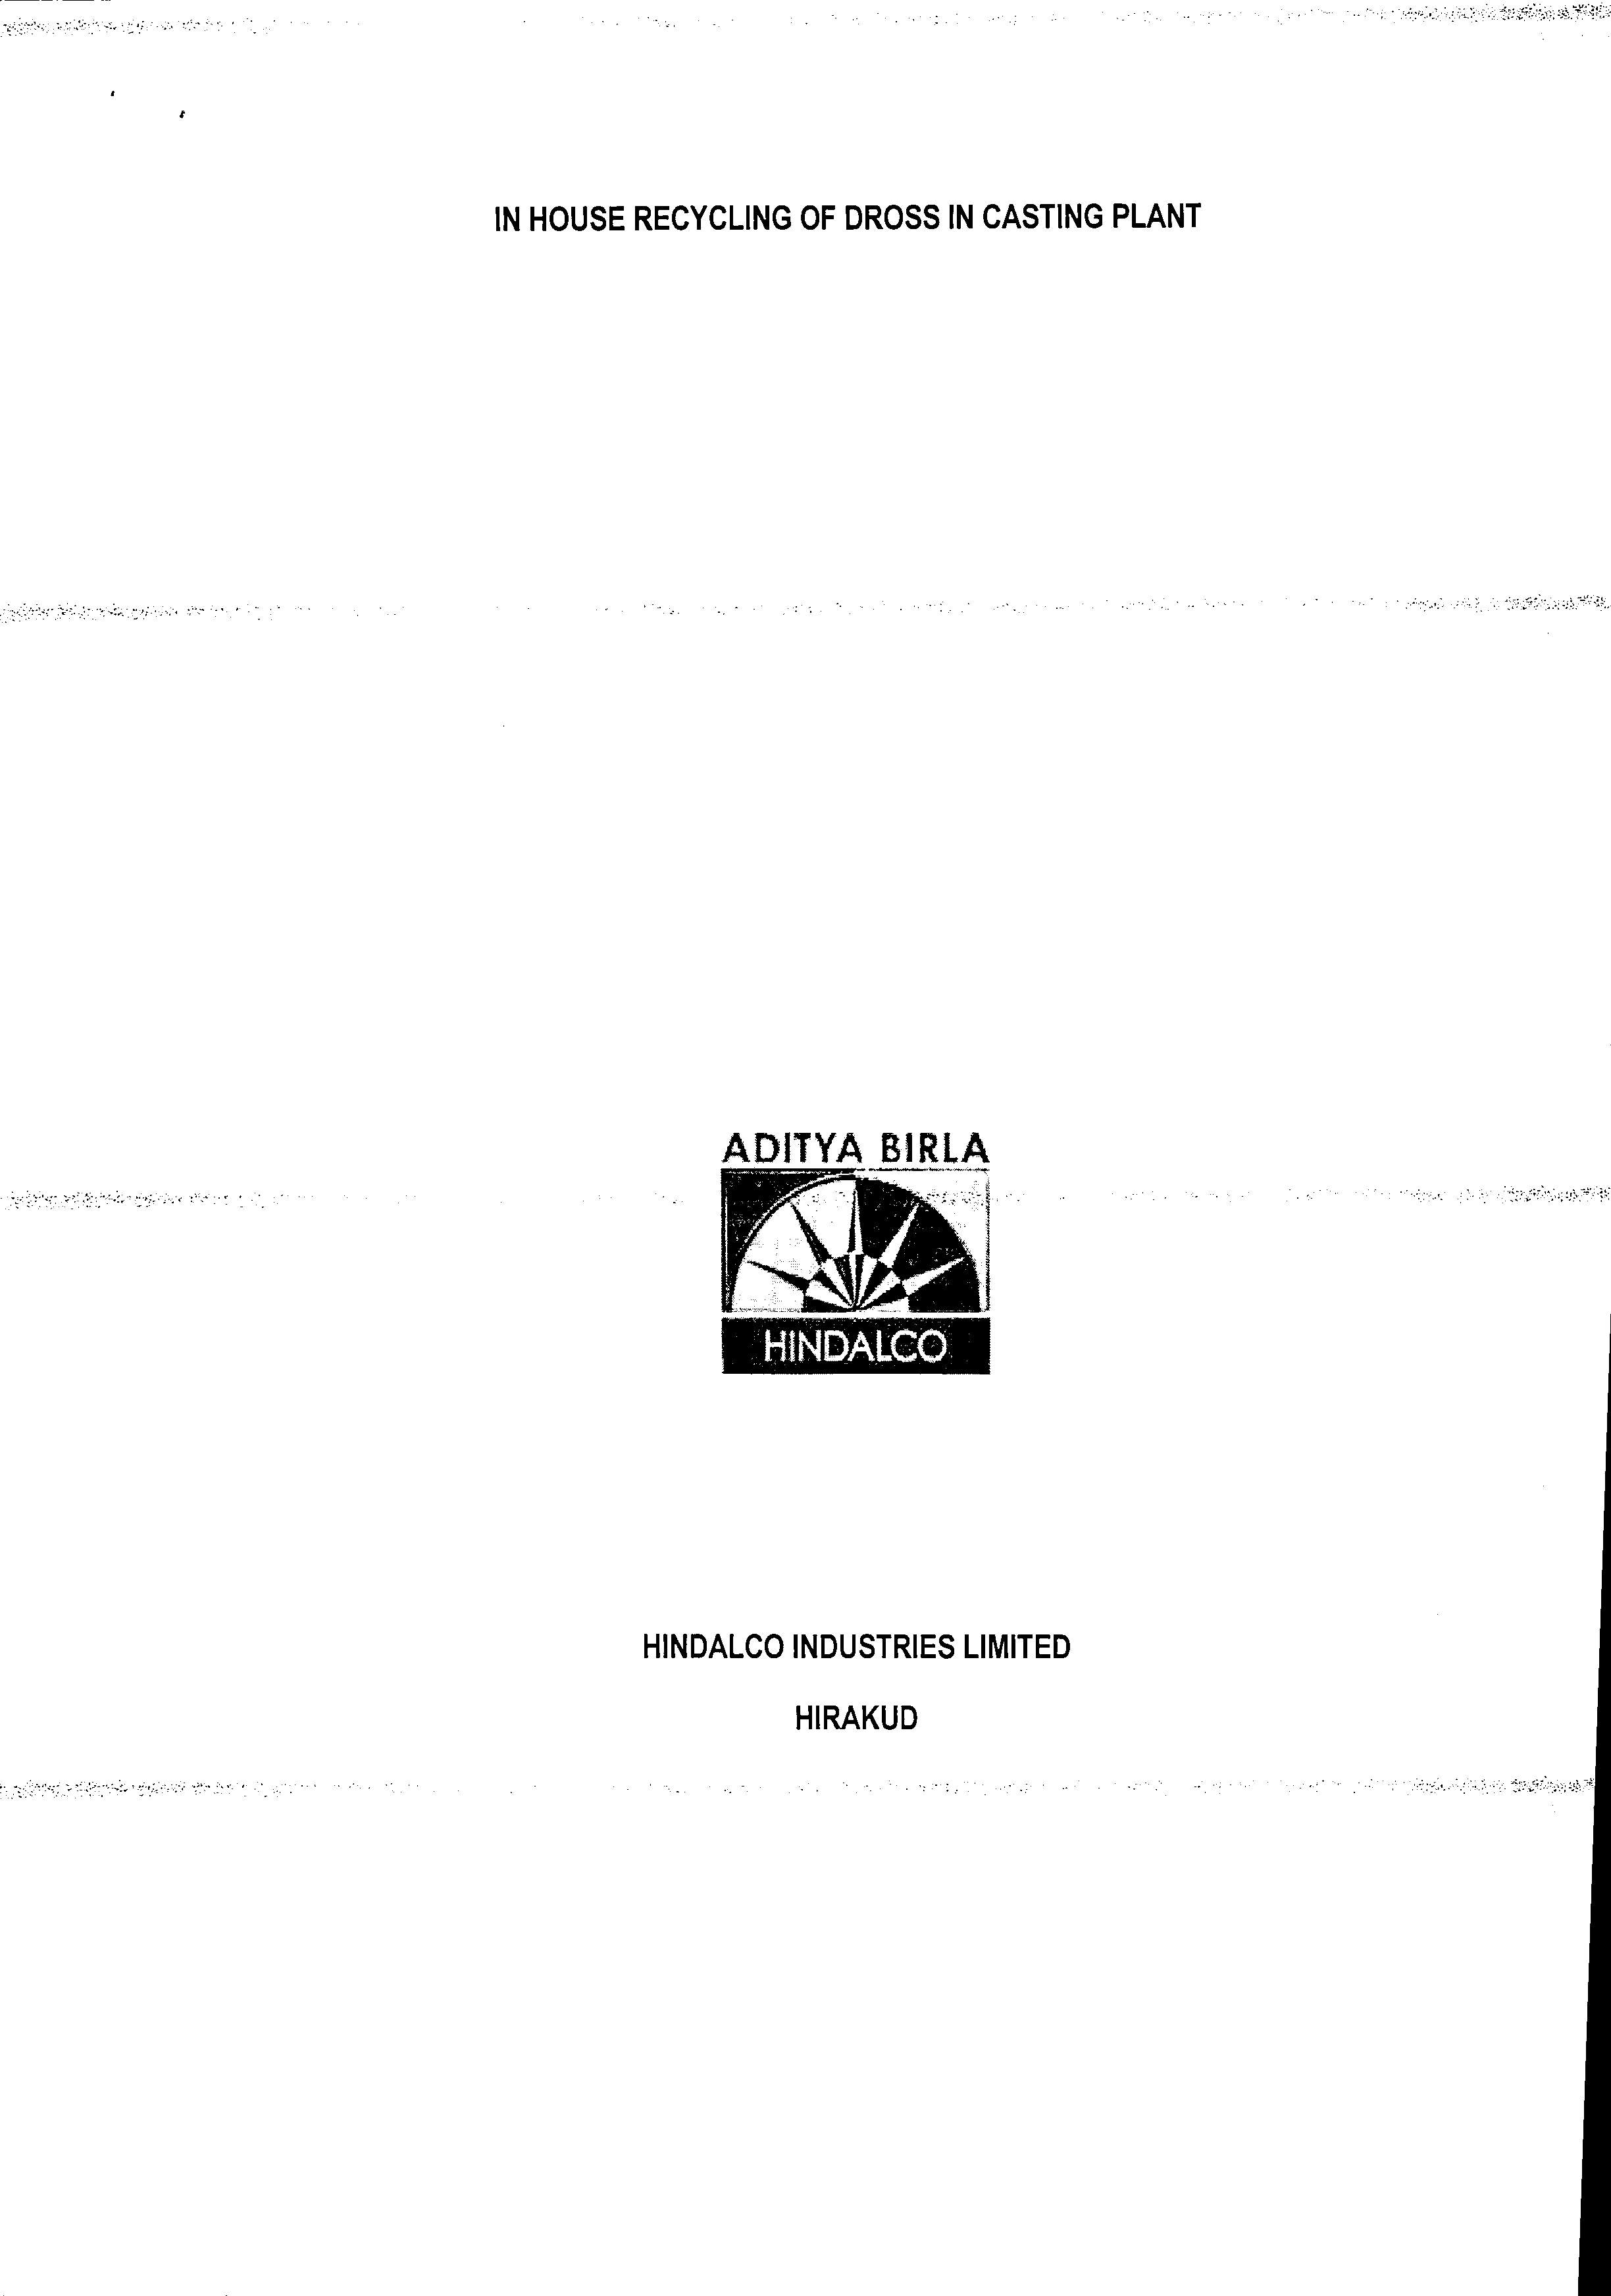 IN HOUSE RECYCLING OF DROSS IN CASTING PLANT
ADITYA BIRLA
HINDALCO
HINDALCO INDUSTRIES LIMITED
HIRAKUD